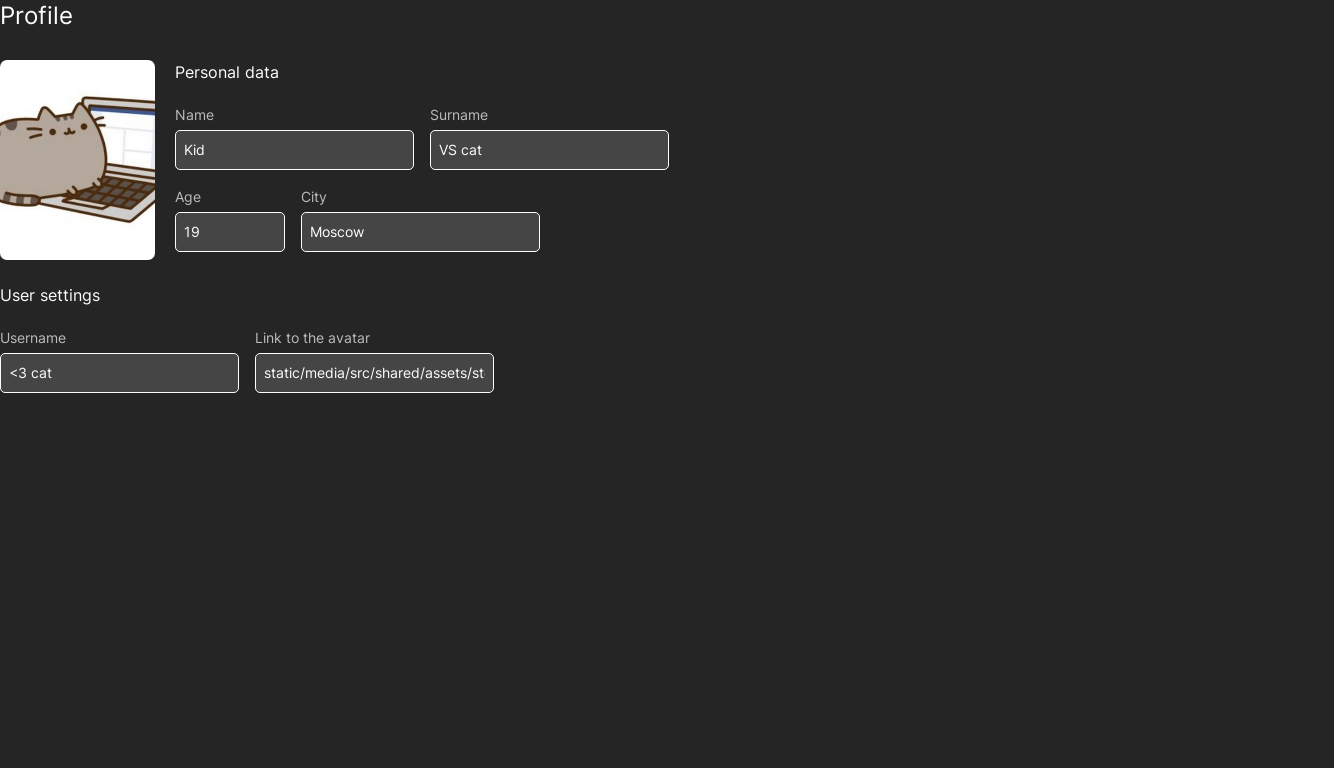 Profile
Personal data
Name Surname
Kid VS cat
Age City
19 Moscow
User settings
Username Link to the avatar
<3 cat static/media/src/shared/assets/st